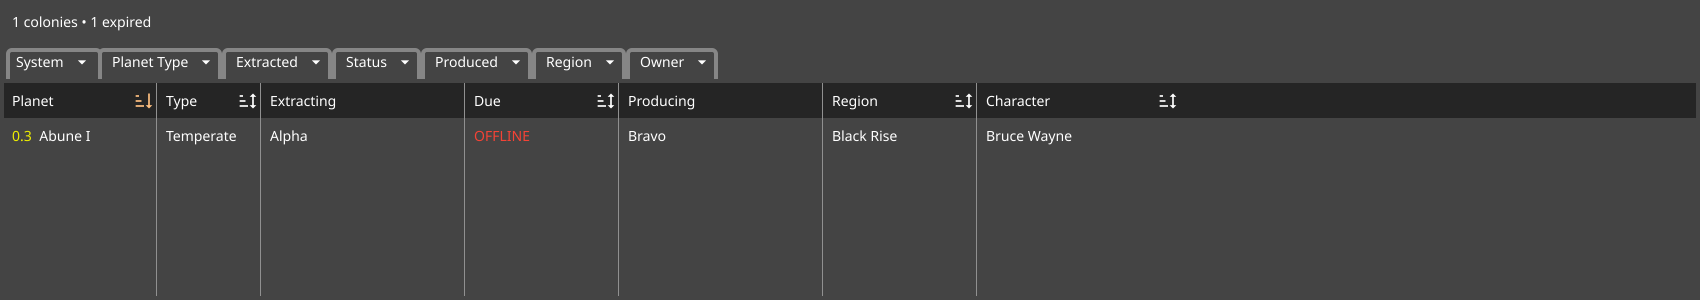 1 colonies • 1 expired
System Planet Type Extracted Status Produced Region Owner
Planet Type Extracting Due Producing Region Character
0.3 Abune I Temperate Alpha OFFLINE Bravo Black Rise Bruce Wayne